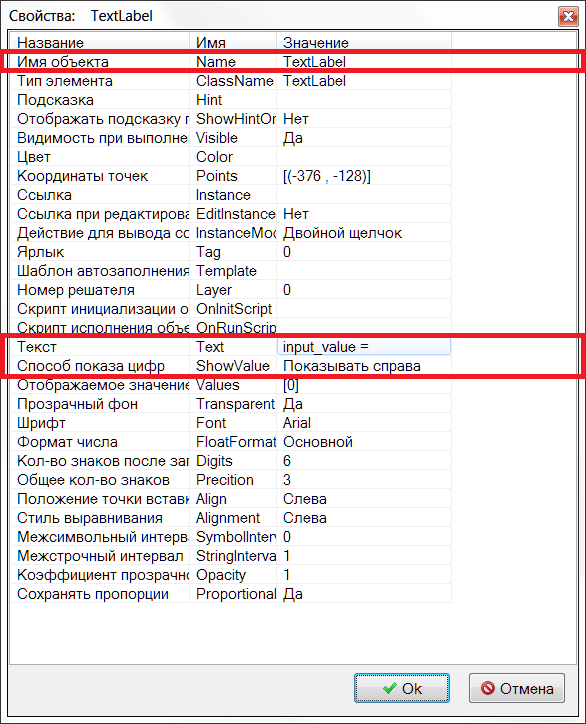 Свойства: TextLabel
Название Имя Значение
Имя объекта Name TextLabel
Тип элемента ClassName TextLabel
Подсказка Hint
Отображать подсказку г ShowHintOn Нет
Видимость при выполне Visible Да
Цвет Color
Координаты точек Points [(-376 , -128)]
Ссылка Instance
Ссылка при редактирова EditInstance Нет
Действие для вывода со InstanceMod Двойной щелчок
Ярлык Tag 0
Шаблон автозаполнения Template
Номер решателя Layer 0
Скрипт инициализации о OnInitScript
Скрипт исполнения объе OnRunScrip
Текст Text input_value =
Способ показа цифр ShowValue Показывать справа
Отображаемое значение Values [0]
Прозрачный фон Transparent Да
Шрифт Font Arial
Формат числа FloatFormat Основной
Кол-во знаков после зап Digits 6
Общее кол-во знаков Precition 3
Положение точки вставк Align Слева
Стиль выравнивания Alignment Слева
Межсимвольный интерв SymbolInterv 0
Межстрочный интервал StringInterva 1
Коэффициент прозрачно Opacity 1
Сохранять пропорции Proportional Да
Ok Отмена